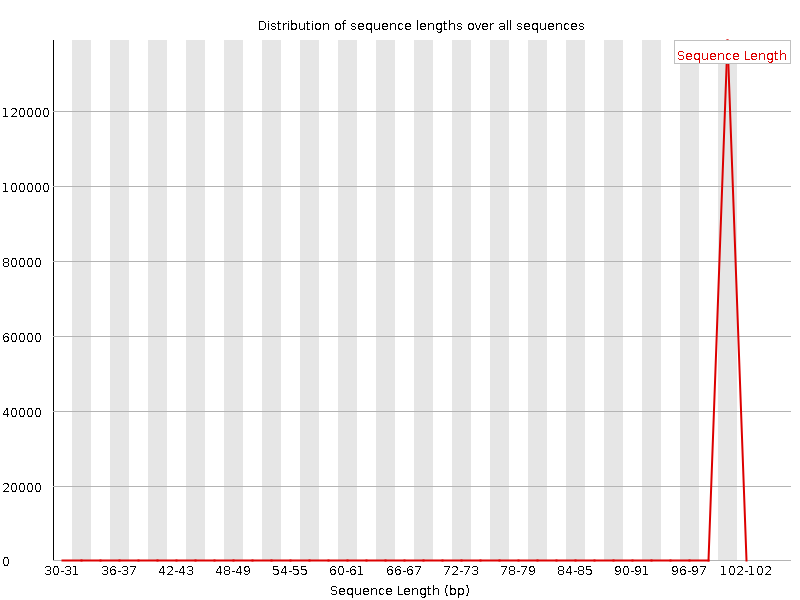 Distribution of sequence lengths over all sequences
Sequence Length
120000
100000
80000
60000
40000
20000
0
30-31 36-37 42-43 48-49 54-55 60-61 66-67 72-73 78-79 84-85 90-91 96-97 102-102
Sequence Length (bp)